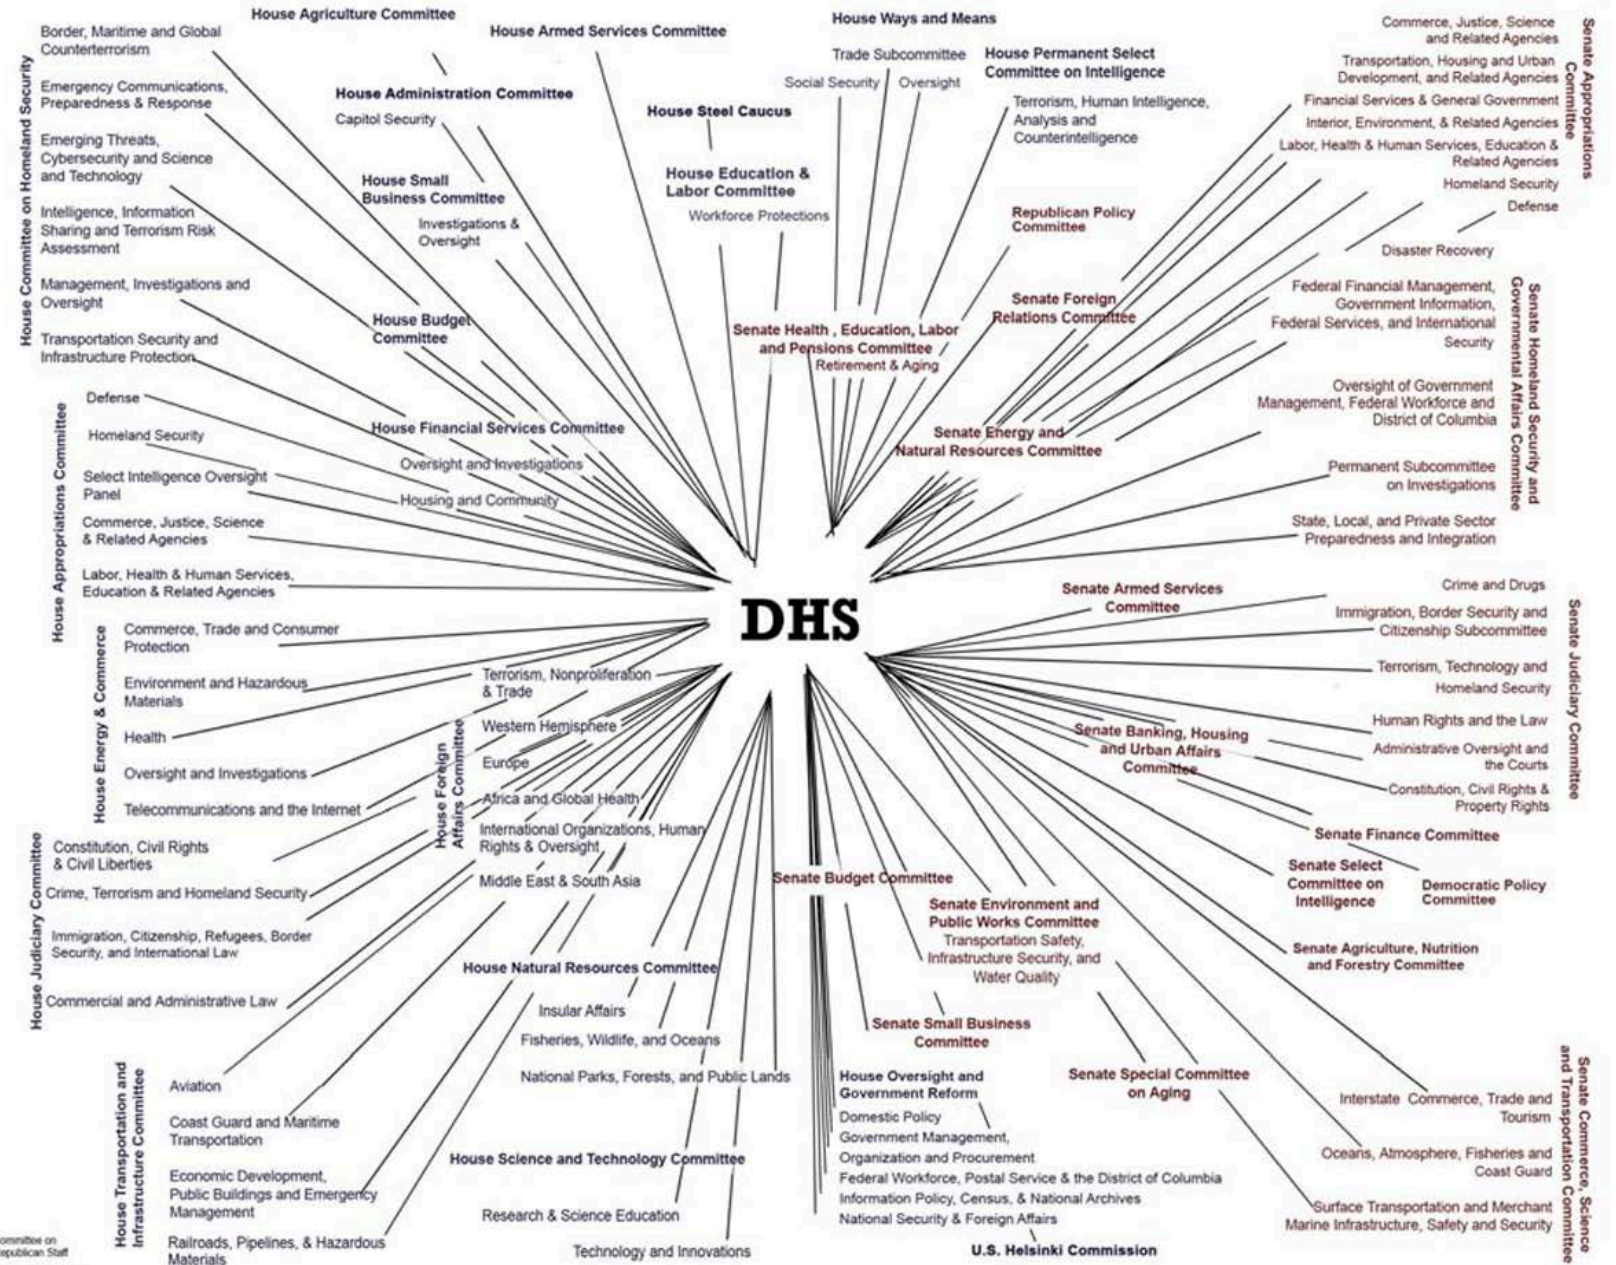 House Agriculture Committee
House Armed Services Committee
House Ways and Means
Trade Subcommittee
Social Security
Oversight
House Permanent Select
Committee on Intelligence
Terrorism, Human Intelligence,
Analysis and
Counterintelligence
House Administration Committee
Capitol Security
House Steel Caucus
House Small
Business Committee
Investigations &
Oversight
House Education &
Labor Committee
Workforce Protections
House Budget
Committee
House Financial Services Committee
Oversight and Investigations
Housing and Community
House Committee on Homeland Security
Border, Maritime and Global
Counterterrorism
Emergency Communications,
Preparedness & Response
Emerging Threats,
Cybersecurity and Science
and Technology
Intelligence, Information
Sharing and Terrorism Risk
Assessment
Management, Investigations and
Oversight
Transportation Security and
Infrastructure Protection
House Appropriations Committee
Defense
Homeland Security
Select Intelligence Oversight
Panel
Commerce, Justice, Science
& Related Agencies
Labor, Health & Human Services,
Education & Related Agencies
House Energy & Commerce
Commerce, Trade and Consumer
Protection
Environment and Hazardous
Materials
Health
Oversight and Investigations
Telecommunications and the Internet
House Foreign
Affairs Committee
Terrorism, Nonproliferation
& Trade
Western Hemisphere
Europe
Africa and Global Health
International Organizations, Human
Rights & Oversight
Middle East & South Asia
House Judiciary Committee
Constitution, Civil Rights
& Civil Liberties
Crime, Terrorism and Homeland Security
Immigration, Citizenship, Refugees, Border
Security, and International Law
Commercial and Administrative Law
House Transportation and
Infrastructure Committee
Aviation
Coast Guard and Maritime
Transportation
Economic Development,
Public Buildings and Emergency
Management
Railroads, Pipelines, & Hazardous
Materials
House Natural Resources Committee
Insular Affairs
Fisheries, Wildlife, and Oceans
National Parks, Forests, and Public Lands
House Science and Technology Committee
Research & Science Education
Technology and Innovations
DHS
Republican Policy
Committee
Senate Foreign
Relations Committee
Senate Health , Education, Labor
and Pensions Committee
Retirement & Aging
Senate Energy and
Natural Resources Committee
Senate Appropriations
Committee
Commerce, Justice, Science
and Related Agencies
Transportation, Housing and Urban
Development, and Related Agencies
Financial Services & General Government
Interior, Environment, & Related Agencies
Labor, Health & Human Services, Education &
Related Agencies
Homeland Security
Defense
Disaster Recovery
Senate Homeland Security and
Governmental Affairs Committee
Federal Financial Management,
Government Information,
Federal Services, and International
Security
Oversight of Government
Management, Federal Workforce and
District of Columbia
Permanent Subcommittee
on Investigations
State, Local, and Private Sector
Preparedness and Integration
Senate Armed Services
Committee
Senate Judiciary Committee
Crime and Drugs
Immigration, Border Security and
Citizenship Subcommittee
Terrorism, Technology and
Homeland Security
Human Rights and the Law
Administrative Oversight and
the Courts
Constitution, Civil Rights &
Property Rights
Senate Banking, Housing
and Urban Affairs
Committee
Senate Finance Committee
Senate Select
Committee on
Intelligence
Democratic Policy
Committee
Senate Agriculture, Nutrition
and Forestry Committee
Senate Budget Committee
Senate Environment and
Public Works Committee
Transportation Safety,
Infrastructure Security, and
Water Quality
Senate Small Business
Committee
Senate Special Committee
on Aging
House Oversight and
Government Reform
Domestic Policy
Government Management,
Organization and Procurement
Federal Workforce, Postal Service & the District of Columbia
Information Policy, Census, & National Archives
National Security & Foreign Affairs
U.S. Helsinki Commission
Senate Commerce, Science
and Transportation Committee
Interstate Commerce, Trade and
Tourism
Oceans, Atmosphere, Fisheries and
Coast Guard
Surface Transportation and Merchant
Marine Infrastructure, Safety and Security
ommittee on
epublican Staff